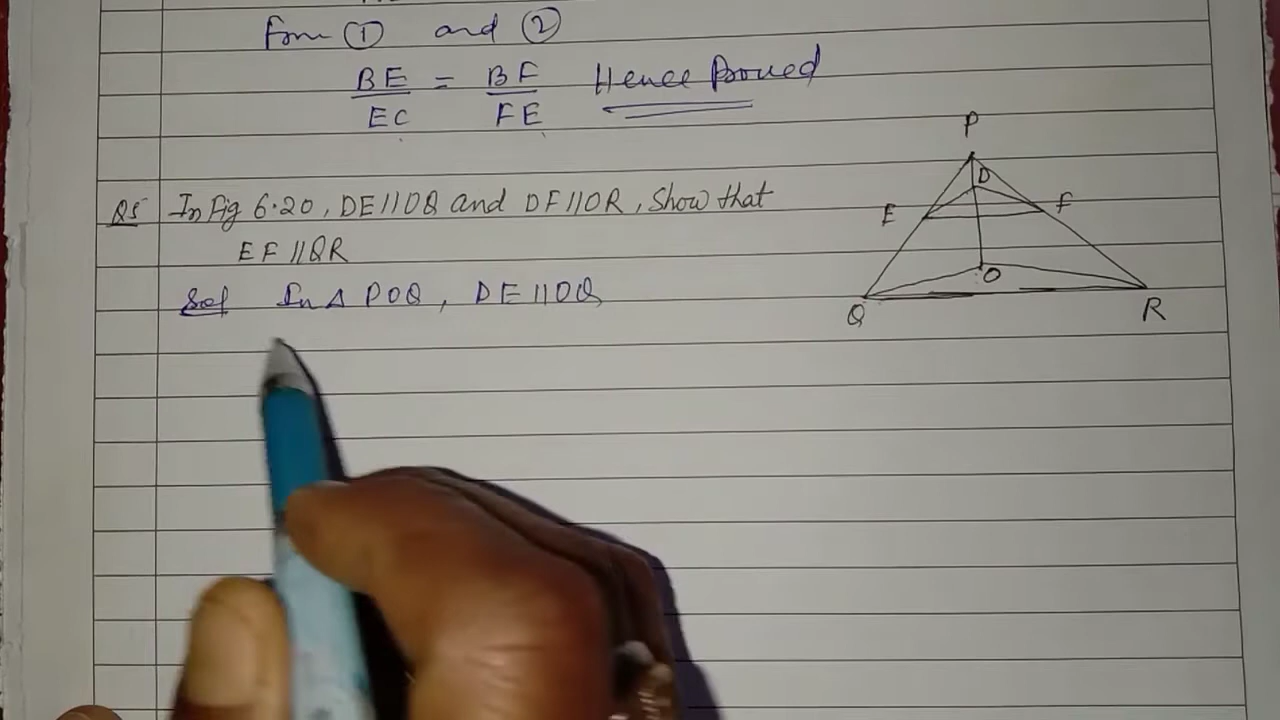 from ① and ②
BE = BF Hence Proved
EC FE
P
D
Q5 In Fig 6.20, DE||OQ and DF||OR, Show that
E F
EF||QR
O
Sol In △ POQ, DE||OQ
Q R